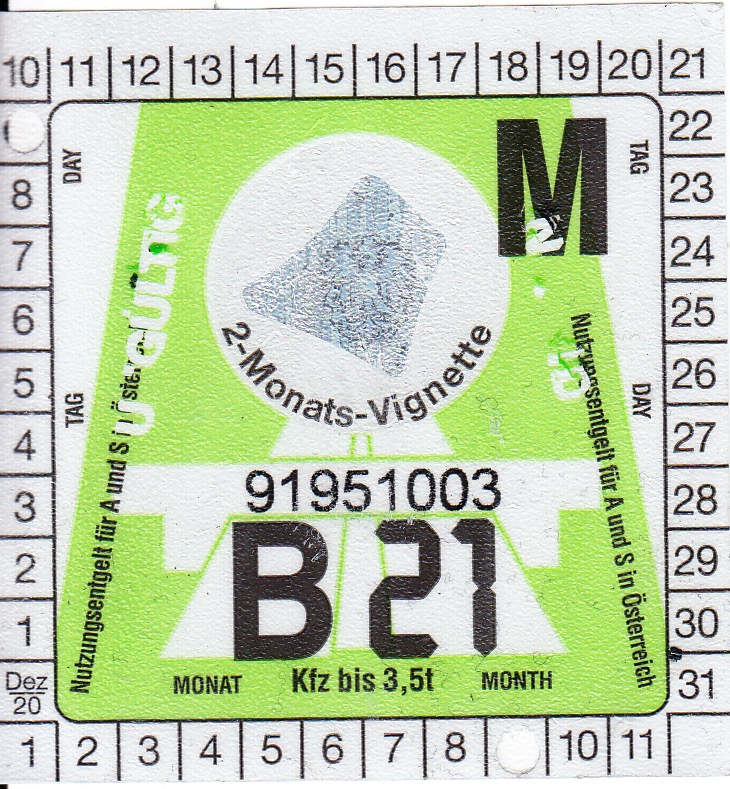 10 11 12 13 14 15 16 17 18 19 20 21
DAY
M
TAG
22
8
23
7
24
6
25
5
26
4
27
3
28
2
29
1
30
Dez
20
31
2-Monats-Vignette
TAG
DAY
91951003
B 21
Nutzungsentgelt für A und S in Österreich
MONAT Kfz bis 3,5t MONTH
1 2 3 4 5 6 7 8 10 11